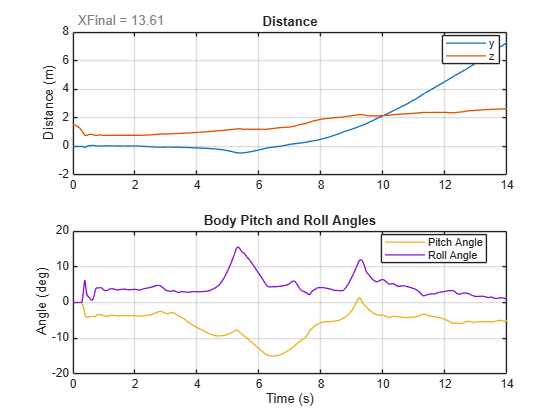 XFinal = 13.61
Distance
8
6
4
2
0
-2
Distance (m)
y
z
0 2 4 6 8 10 12 14
Body Pitch and Roll Angles
20
10
0
-10
-20
Angle (deg)
Pitch Angle
Roll Angle
0 2 4 6 8 10 12 14
Time (s)